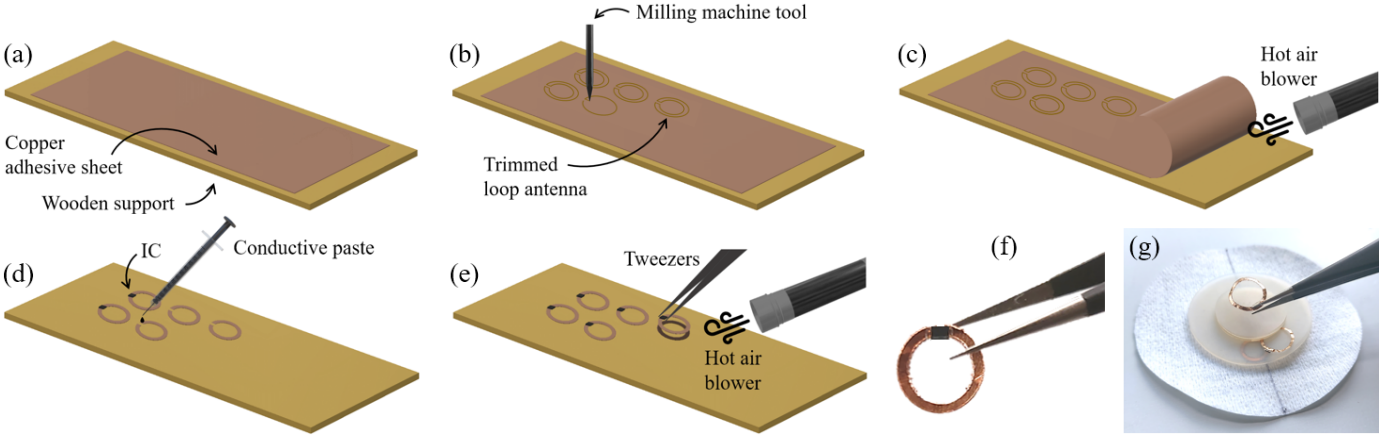 (a)
Copper
adhesive sheet
Wooden support
(b)
Milling machine tool
Trimmed
loop antenna
(c)
Hot air
blower
(d)
IC
Conductive paste
(e)
Tweezers
Hot air
blower
(f)
(g)